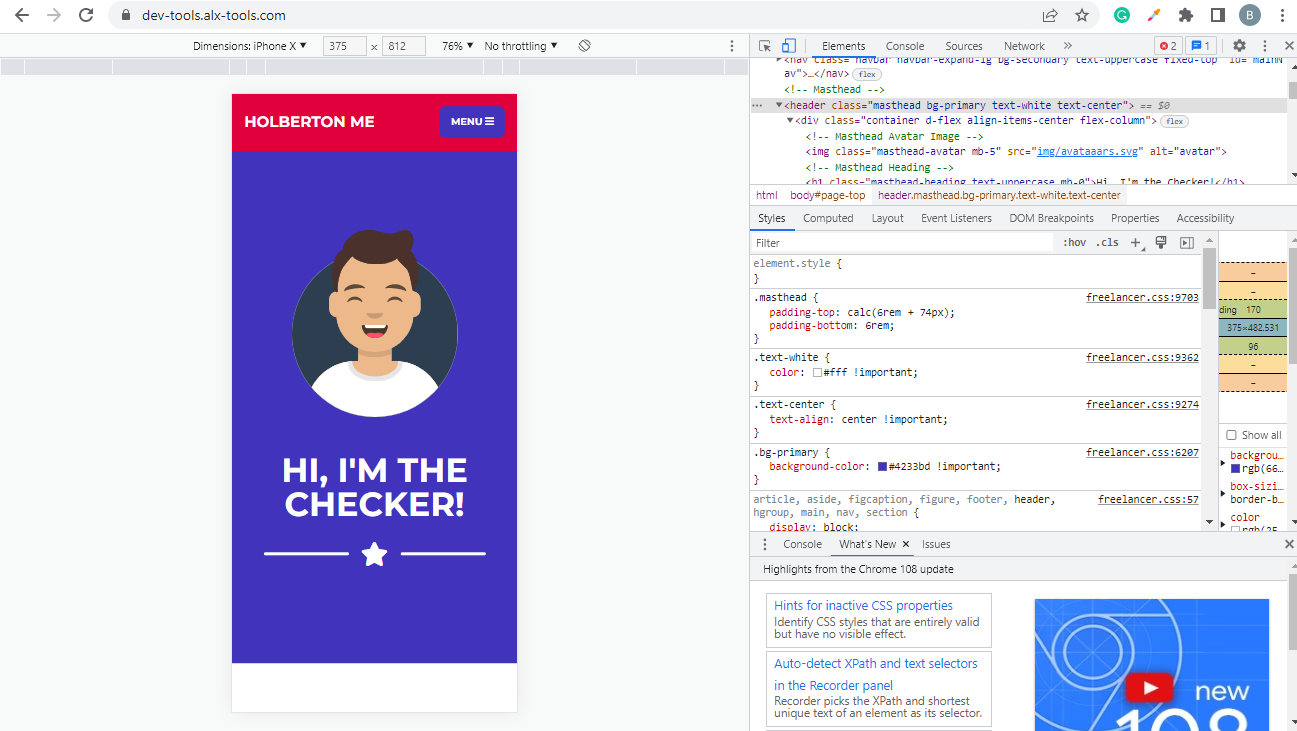 dev-tools.alx-tools.com
B
Dimensions: iPhone X ▼ 375 × 812 76% ▼ No throttling ▼
Elements Console Sources Network » 2 1
<nav class="navbar navbar-expand-lg bg-secondary text-uppercase fixed-top" id="mainN
av">…</nav> flex
<!-- Masthead -->
<header class="masthead bg-primary text-white text-center"> == $0
<div class="container d-flex align-items-center flex-column"> flex
<!-- Masthead Avatar Image -->
<img class="masthead-avatar mb-5" src="img/avataaars.svg" alt="avatar">
<!-- Masthead Heading -->
<h1 class="masthead-heading text-uppercase mb-0">Hi, I'm the Checker!</h1>
html body#page-top header.masthead.bg-primary.text-white.text-center
Styles Computed Layout Event Listeners DOM Breakpoints Properties Accessibility
Filter :hov .cls +
element.style {
}
.masthead { freelancer.css:9703
padding-top: calc(6rem + 74px);
padding-bottom: 6rem;
}
.text-white { freelancer.css:9362
color: #fff !important;
}
.text-center { freelancer.css:9274
text-align: center !important;
}
.bg-primary { freelancer.css:6207
background-color: #4233bd !important;
}
article, aside, figcaption, figure, footer, header, freelancer.css:57
hgroup, main, nav, section {
display: block;
–
–
ding 170
375×482.531
96
–
–
Show all
backgrou…
rgb(66…
box-sizi…
border-b…
color
rgb(25…
Console What's New × Issues
Highlights from the Chrome 108 update
Hints for inactive CSS properties
Identify CSS styles that are entirely valid
but have no visible effect.
Auto-detect XPath and text selectors
in the Recorder panel
Recorder picks the XPath and shortest
unique text of an element as its selector.
new
108
HOLBERTON ME
MENU
HI, I'M THE
CHECKER!